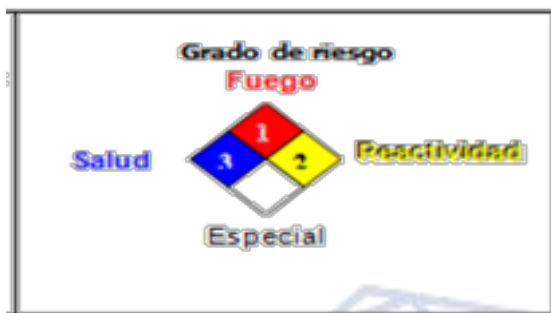 Grado de riesgo
Fuego
1
Salud 3 2 Reactividad
Especial